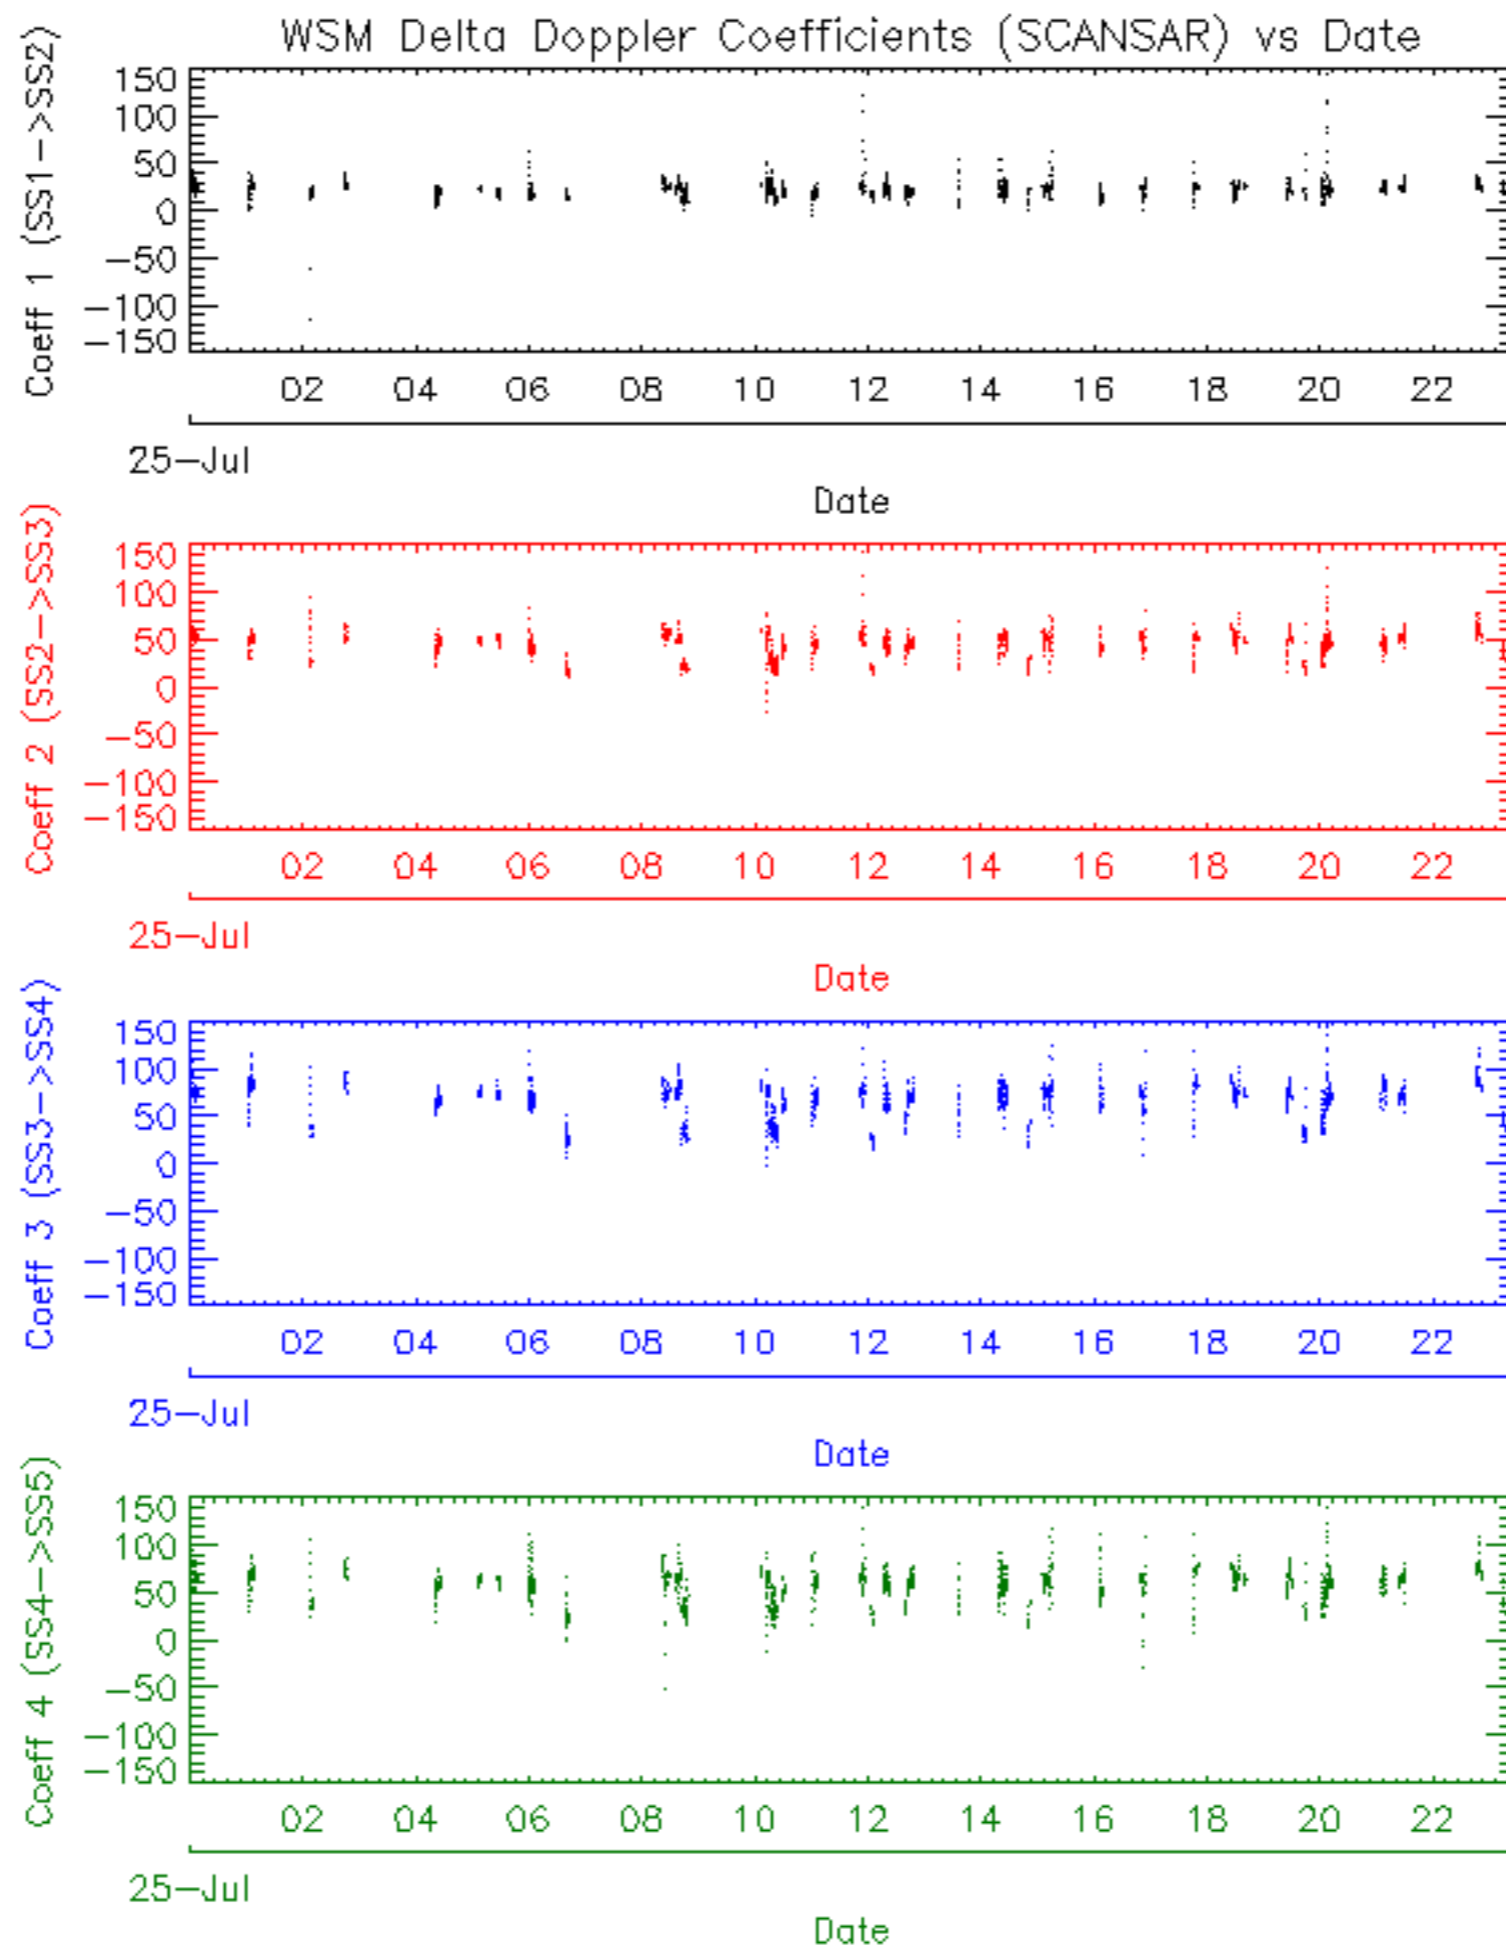 WSM Delta Doppler Coefficients (SCANSAR) vs Date
Coeff 1 (SS1->SS2)
150
100
50
0
-50
-100
-150
02 04 06 08 10 12 14 16 18 20 22
25-Jul
Date
Coeff 2 (SS2->SS3)
150
100
50
0
-50
-100
-150
02 04 06 08 10 12 14 16 18 20 22
25-Jul
Date
Coeff 3 (SS3->SS4)
150
100
50
0
-50
-100
-150
02 04 06 08 10 12 14 16 18 20 22
25-Jul
Date
Coeff 4 (SS4->SS5)
150
100
50
0
-50
-100
-150
02 04 06 08 10 12 14 16 18 20 22
25-Jul
Date